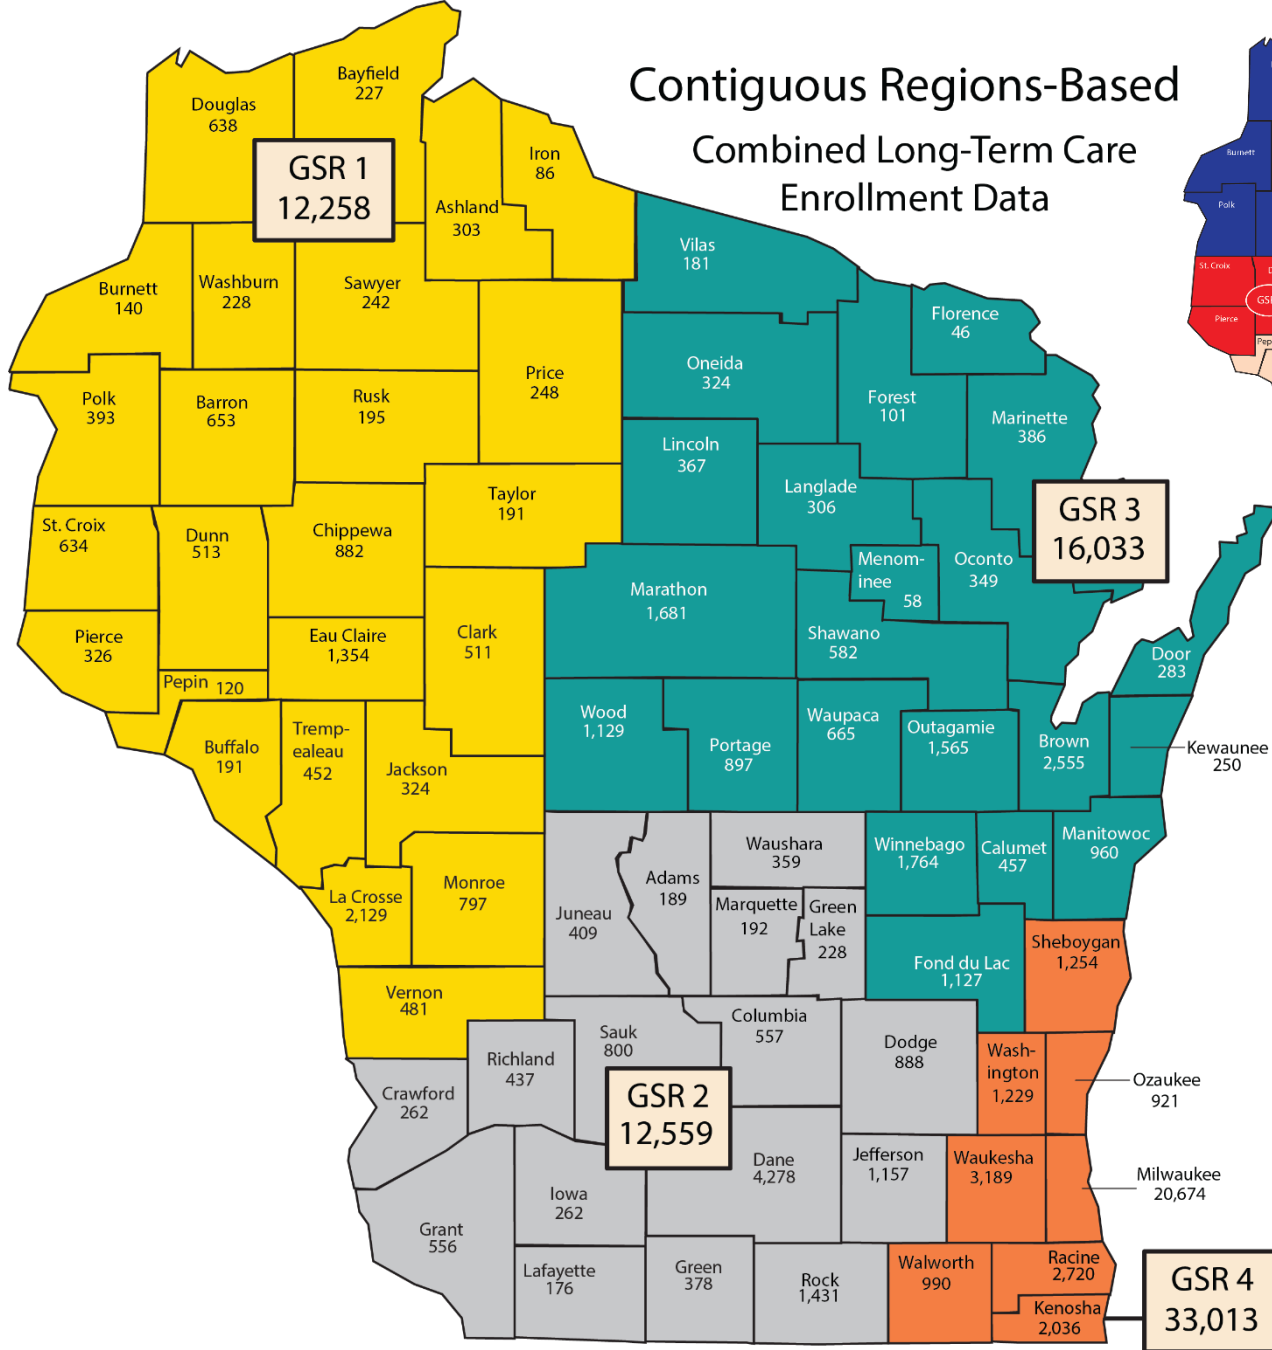 Contiguous Regions-Based
Combined Long-Term Care
Enrollment Data
Bayfield
227
Douglas
638
GSR 1
12,258
Iron
86
Ashland
303
Vilas
181
Burnett
140
Washburn
228
Sawyer
242
Florence
46
Oneida
324
Price
248
Polk
393
Barron
653
Rusk
195
Forest
101
Marinette
386
Lincoln
367
Langlade
306
Taylor
191
GSR 3
16,033
St. Croix
634
Dunn
513
Chippewa
882
Menom-
inee
58
Oconto
349
Marathon
1,681
Pierce
326
Eau Claire
1,354
Clark
511
Shawano
582
Door
283
Pepin 120
Buffalo
191
Tremp-
ealeau
452
Jackson
324
Wood
1,129
Portage
897
Waupaca
665
Outagamie
1,565
Brown
2,555
Kewaunee
250
Waushara
359
Winnebago
1,764
Calumet
457
Manitowoc
960
La Crosse
2,129
Monroe
797
Juneau
409
Adams
189
Marquette
192
Green
Lake
228
Fond du Lac
1,127
Sheboygan
1,254
Vernon
481
Richland
437
Sauk
800
Columbia
557
Dodge
888
Wash-
ington
1,229
Ozaukee
921
Crawford
262
GSR 2
12,559
Dane
4,278
Jefferson
1,157
Waukesha
3,189
Milwaukee
20,674
Grant
556
Iowa
262
Lafayette
176
Green
378
Rock
1,431
Walworth
990
Racine
2,720
Kenosha
2,036
GSR 4
33,013
Burnett
Polk
St. Croix
D
GSR
Pierce
Pep